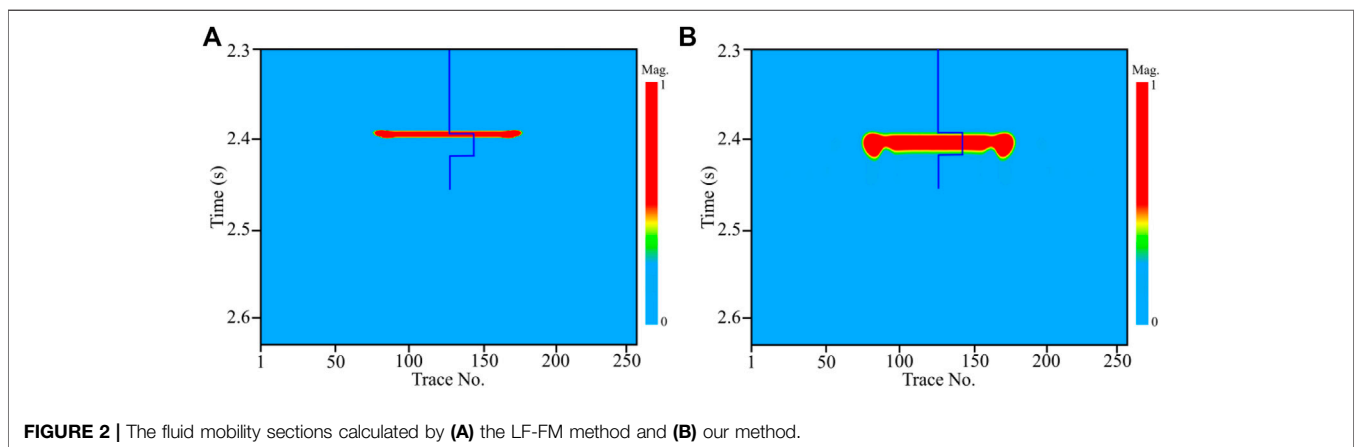 A
2.3
2.4
2.5
2.6
Time (s)
1
50
100
150
200
250
Trace No.
Mag.
1
0
B
2.3
2.4
2.5
2.6
Time (s)
1
50
100
150
200
250
Trace No.
Mag.
1
0
FIGURE 2 | The fluid mobility sections calculated by (A) the LF-FM method and (B) our method.